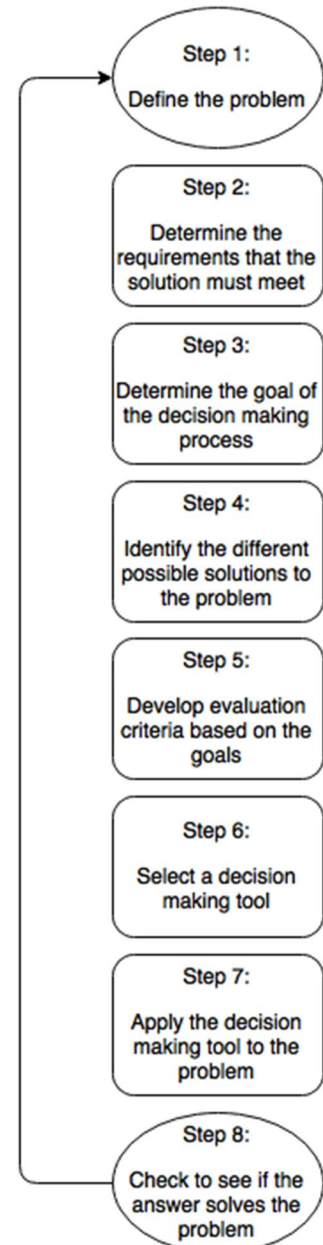 Step 1:
Define the problem
Step 2:
Determine the
requirements that the
solution must meet
Step 3:
Determine the goal of
the decision making
process
Step 4:
Identify the different
possible solutions to
the problem
Step 5:
Develop evaluation
criteria based on the
goals
Step 6:
Select a decision
making tool
Step 7:
Apply the decision
making tool to the
problem
Step 8:
Check to see if the
answer solves the
problem